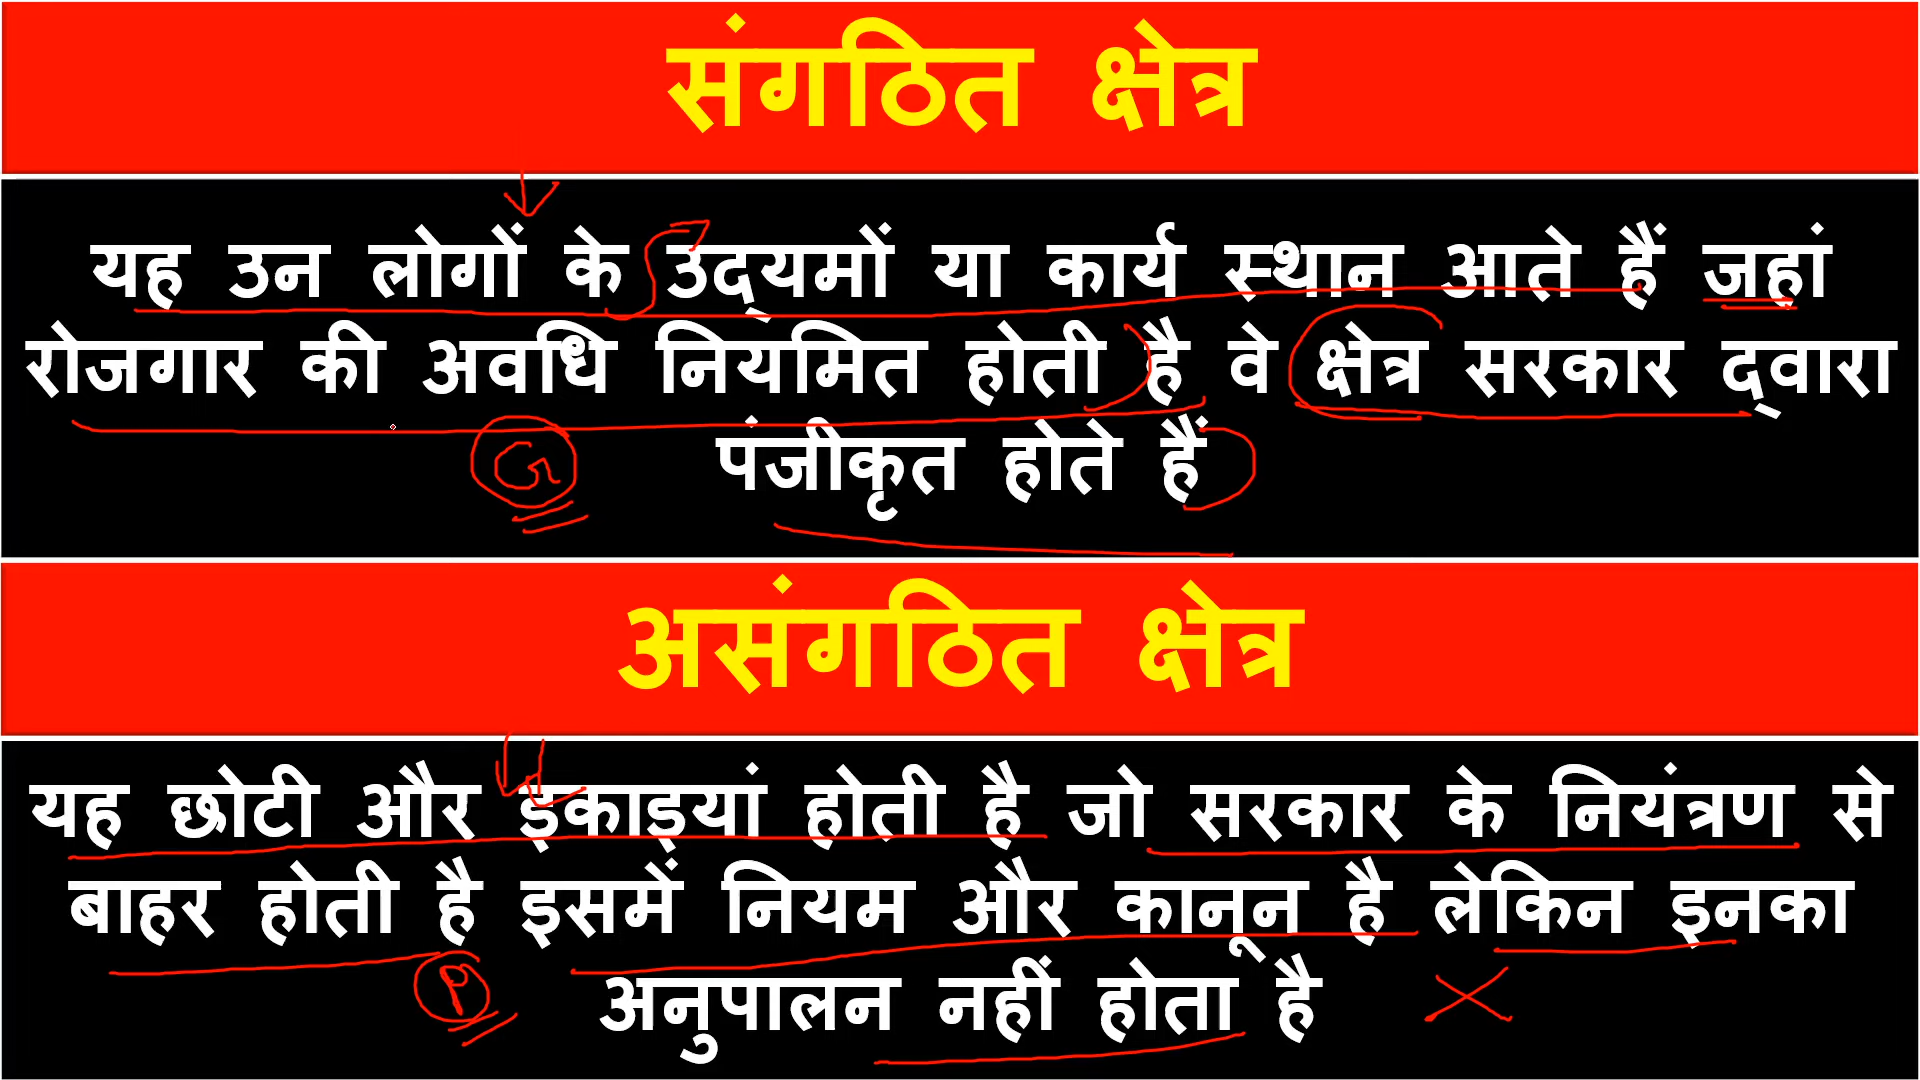 संगठित क्षेत्र
यह उन लोगों के उद्यमों या कार्य स्थान आते हैं जहां
रोजगार की अवधि नियमित होती है वे क्षेत्र सरकार द्वारा
पंजीकृत होते हैं
G
असंगठित क्षेत्र
यह छोटी और इकाइयां होती है जो सरकार के नियंत्रण से
बाहर होती है इसमें नियम और कानून है लेकिन इनका
अनुपालन नहीं होता है
P